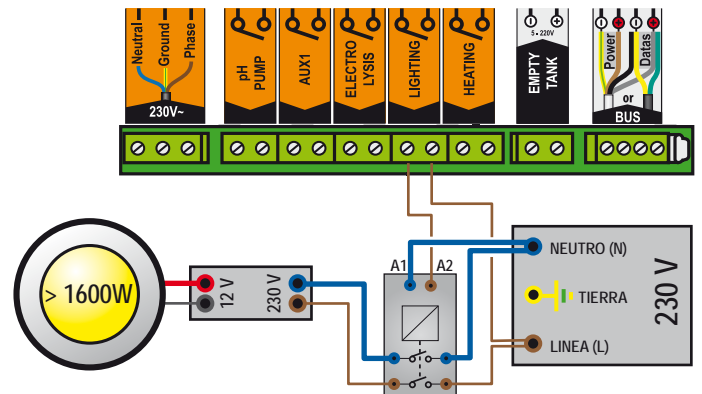 Neutral
Ground
Phase
230V~
pH
PUMP
AUX1
ELECTRO
LYSIS
LIGHTING
HEATING
5 - 220V
EMPTY
TANK
Power
Datas
or
BUS
A1
A2
> 1600W
12 V
230 V
NEUTRO (N)
TIERRA
LINEA (L)
230 V